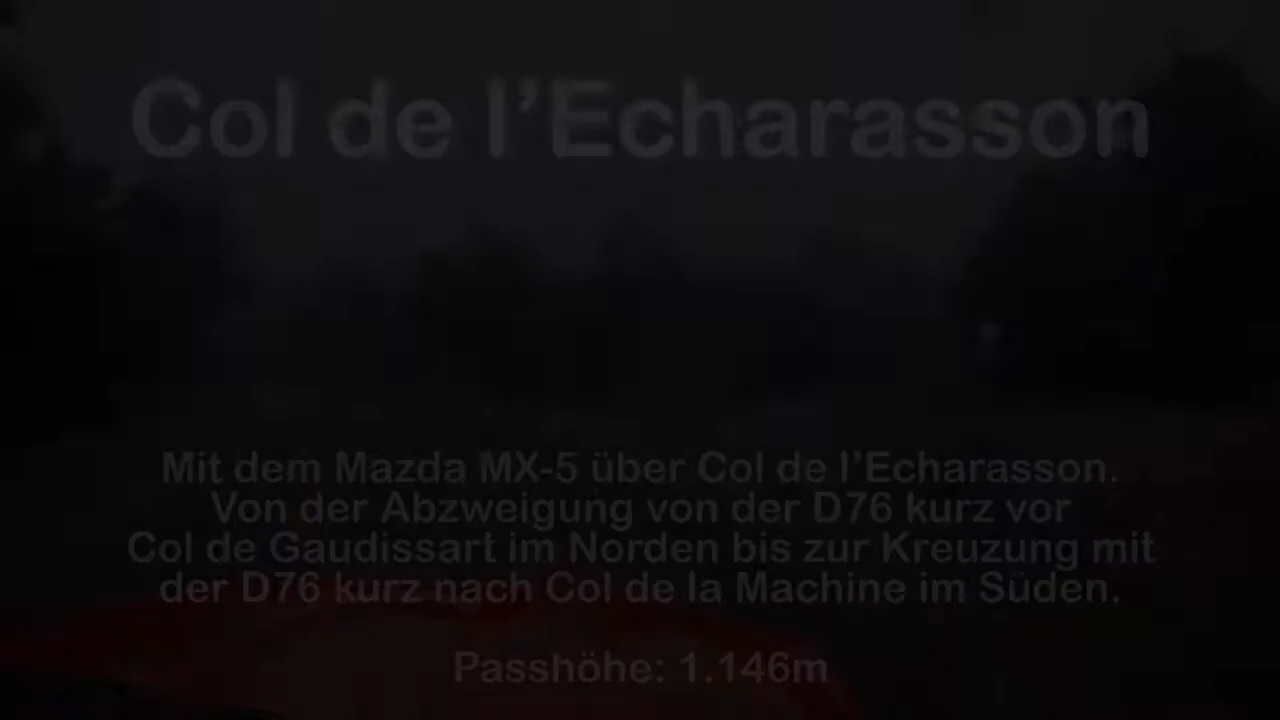 Col de l’Echarasson
Mit dem Mazda MX-5 über Col de l’Echarasson.
Von der Abzweigung von der D76 kurz vor
Col de Gaudissart im Norden bis zur Kreuzung mit
der D76 kurz nach Col de la Machine im Süden.
Passhöhe: 1.146m